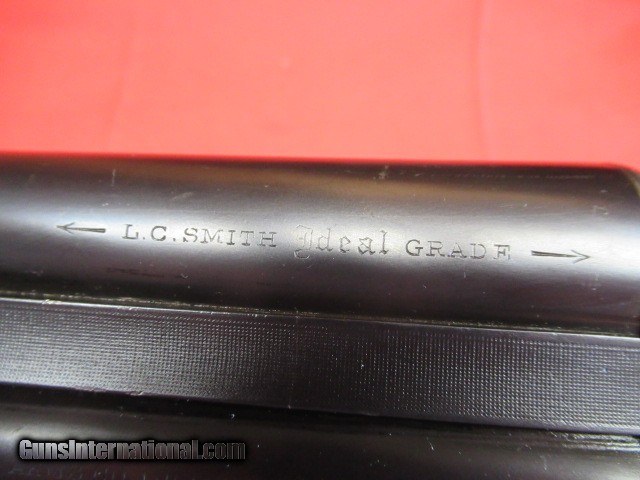 ← L.C. SMITH Ideal GRADE →
GunsInternational.com